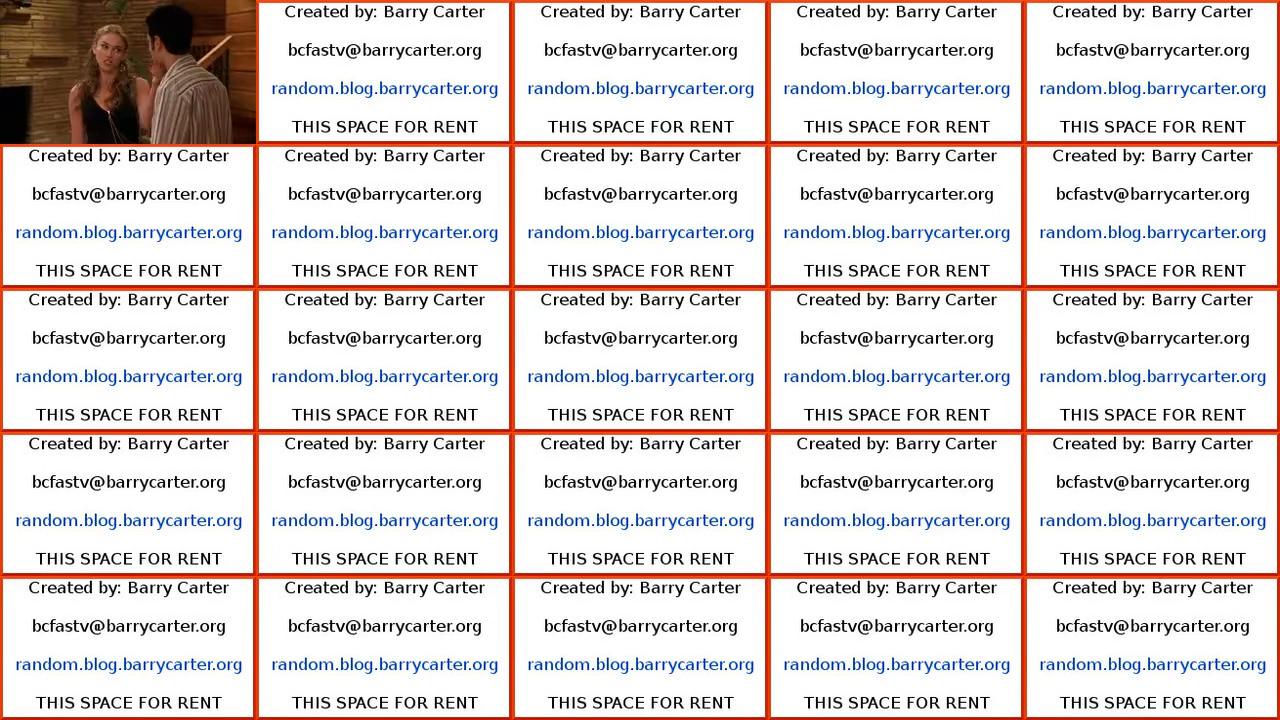 Created by: Barry Carter
bcfastv@barrycarter.org
random.blog.barrycarter.org
THIS SPACE FOR RENT
Created by: Barry Carter
bcfastv@barrycarter.org
random.blog.barrycarter.org
THIS SPACE FOR RENT
Created by: Barry Carter
bcfastv@barrycarter.org
random.blog.barrycarter.org
THIS SPACE FOR RENT
Created by: Barry Carter
bcfastv@barrycarter.org
random.blog.barrycarter.org
THIS SPACE FOR RENT
Created by: Barry Carter
bcfastv@barrycarter.org
random.blog.barrycarter.org
THIS SPACE FOR RENT
Created by: Barry Carter
bcfastv@barrycarter.org
random.blog.barrycarter.org
THIS SPACE FOR RENT
Created by: Barry Carter
bcfastv@barrycarter.org
random.blog.barrycarter.org
THIS SPACE FOR RENT
Created by: Barry Carter
bcfastv@barrycarter.org
random.blog.barrycarter.org
THIS SPACE FOR RENT
Created by: Barry Carter
bcfastv@barrycarter.org
random.blog.barrycarter.org
THIS SPACE FOR RENT
Created by: Barry Carter
bcfastv@barrycarter.org
random.blog.barrycarter.org
THIS SPACE FOR RENT
Created by: Barry Carter
bcfastv@barrycarter.org
random.blog.barrycarter.org
THIS SPACE FOR RENT
Created by: Barry Carter
bcfastv@barrycarter.org
random.blog.barrycarter.org
THIS SPACE FOR RENT
Created by: Barry Carter
bcfastv@barrycarter.org
random.blog.barrycarter.org
THIS SPACE FOR RENT
Created by: Barry Carter
bcfastv@barrycarter.org
random.blog.barrycarter.org
THIS SPACE FOR RENT
Created by: Barry Carter
bcfastv@barrycarter.org
random.blog.barrycarter.org
THIS SPACE FOR RENT
Created by: Barry Carter
bcfastv@barrycarter.org
random.blog.barrycarter.org
THIS SPACE FOR RENT
Created by: Barry Carter
bcfastv@barrycarter.org
random.blog.barrycarter.org
THIS SPACE FOR RENT
Created by: Barry Carter
bcfastv@barrycarter.org
random.blog.barrycarter.org
THIS SPACE FOR RENT
Created by: Barry Carter
bcfastv@barrycarter.org
random.blog.barrycarter.org
THIS SPACE FOR RENT
Created by: Barry Carter
bcfastv@barrycarter.org
random.blog.barrycarter.org
THIS SPACE FOR RENT
Created by: Barry Carter
bcfastv@barrycarter.org
random.blog.barrycarter.org
THIS SPACE FOR RENT
Created by: Barry Carter
bcfastv@barrycarter.org
random.blog.barrycarter.org
THIS SPACE FOR RENT
Created by: Barry Carter
bcfastv@barrycarter.org
random.blog.barrycarter.org
THIS SPACE FOR RENT
Created by: Barry Carter
bcfastv@barrycarter.org
random.blog.barrycarter.org
THIS SPACE FOR RENT